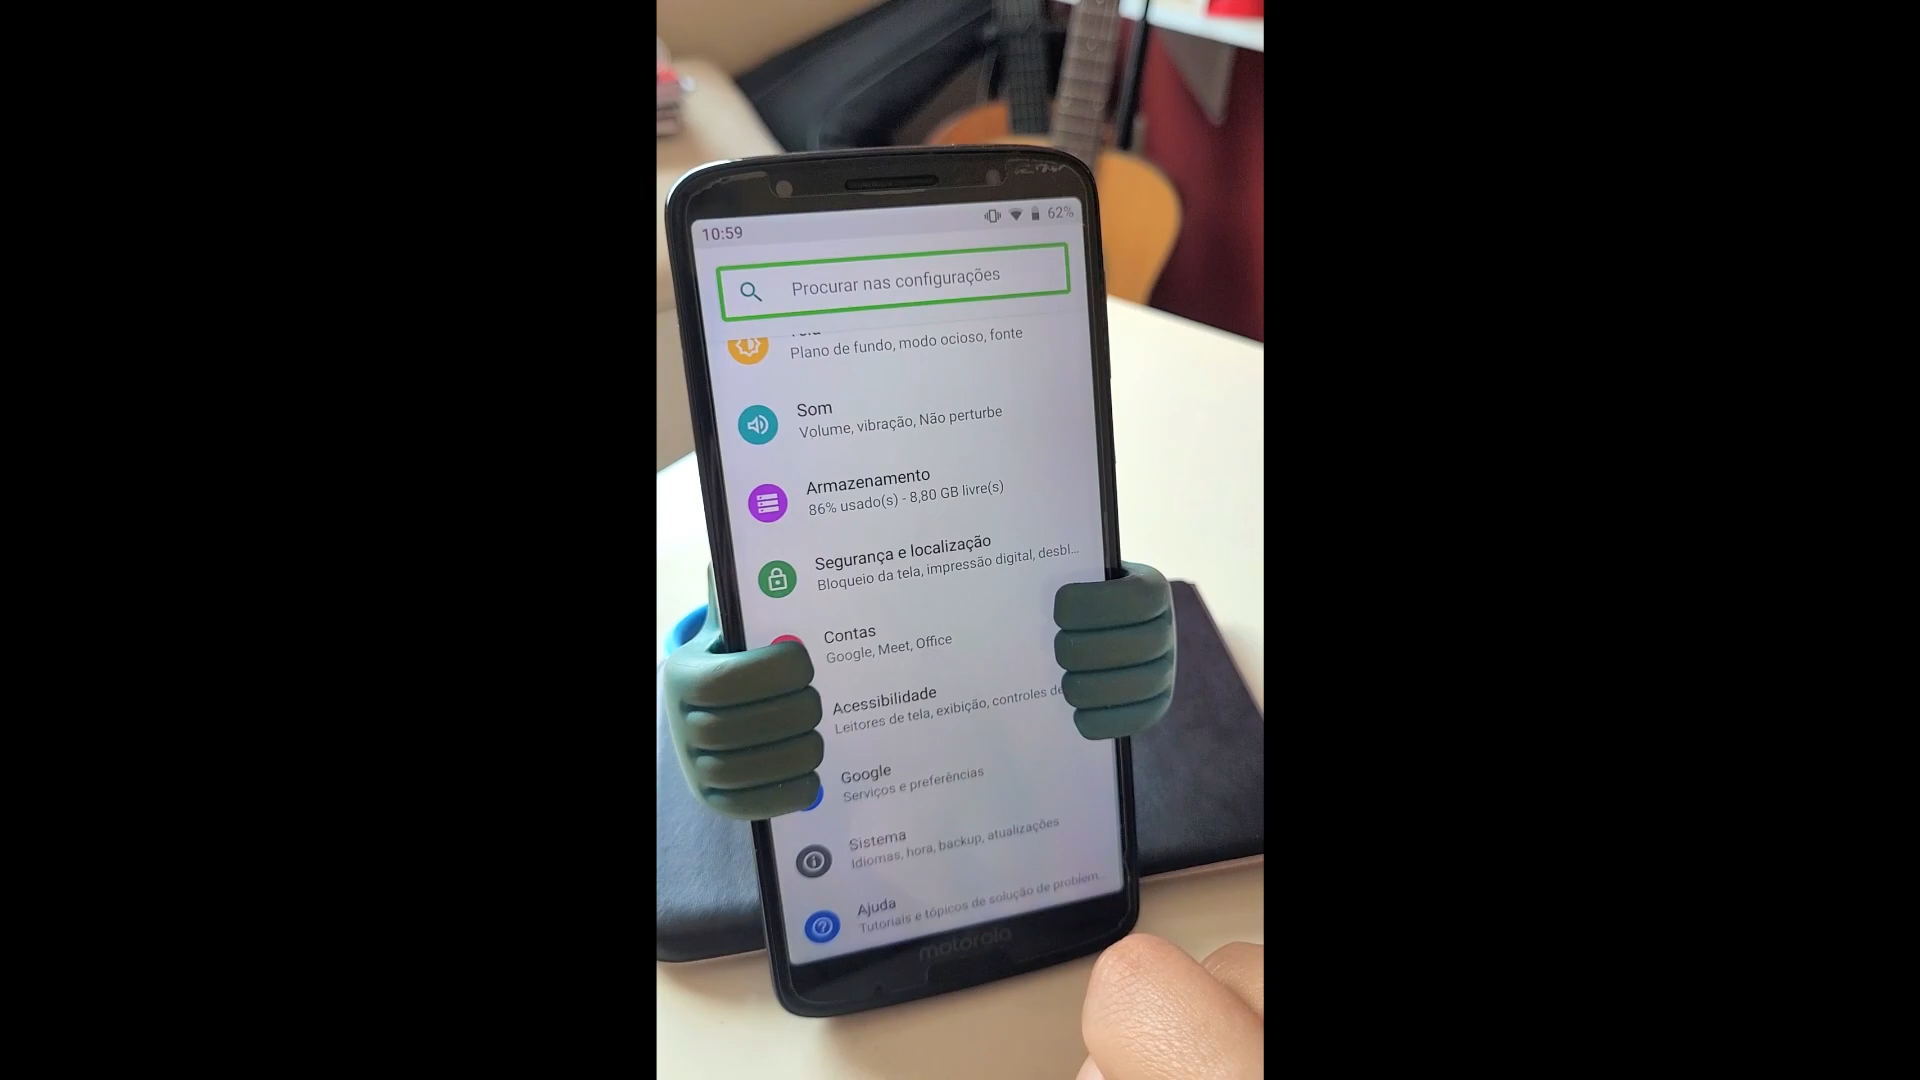 10:59
62%
Procurar nas configurações
Plano de fundo, modo ocioso, fonte
Som
Volume, vibração, Não perturbe
Armazenamento
86% usado(s) - 8,80 GB livre(s)
Segurança e localização
Bloqueio da tela, impressão digital, desbl...
Contas
Google, Meet, Office
Acessibilidade
Leitores de tela, exibição, controles de
Google
Serviços e preferências
Sistema
Idiomas, hora, backup, atualizações
Ajuda
Tutoriais e tópicos de solução de problem...
motorola